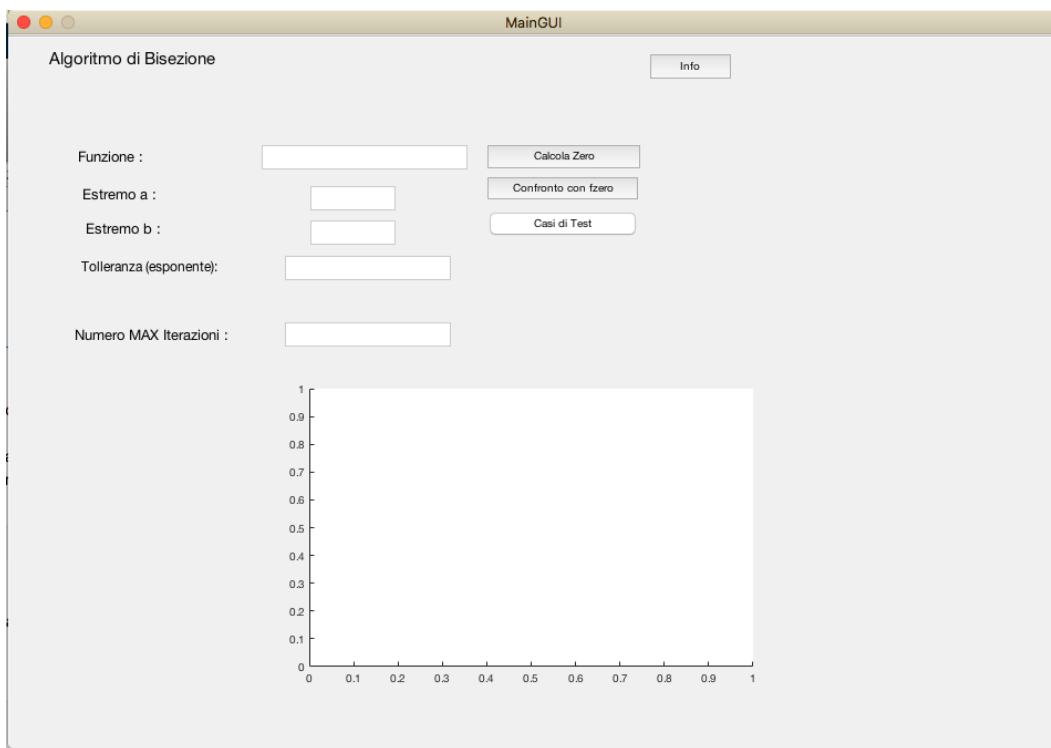 MainGUI
Algoritmo di Bisezione
Info
Funzione :
Calcola Zero
Estremo a :
Confronto con fzero
Estremo b :
Casi di Test
Tolleranza (esponente):
Numero MAX Iterazioni :
1
0.9
0.8
0.7
0.6
0.5
0.4
0.3
0.2
0.1
0
0 0.1 0.2 0.3 0.4 0.5 0.6 0.7 0.8 0.9 1